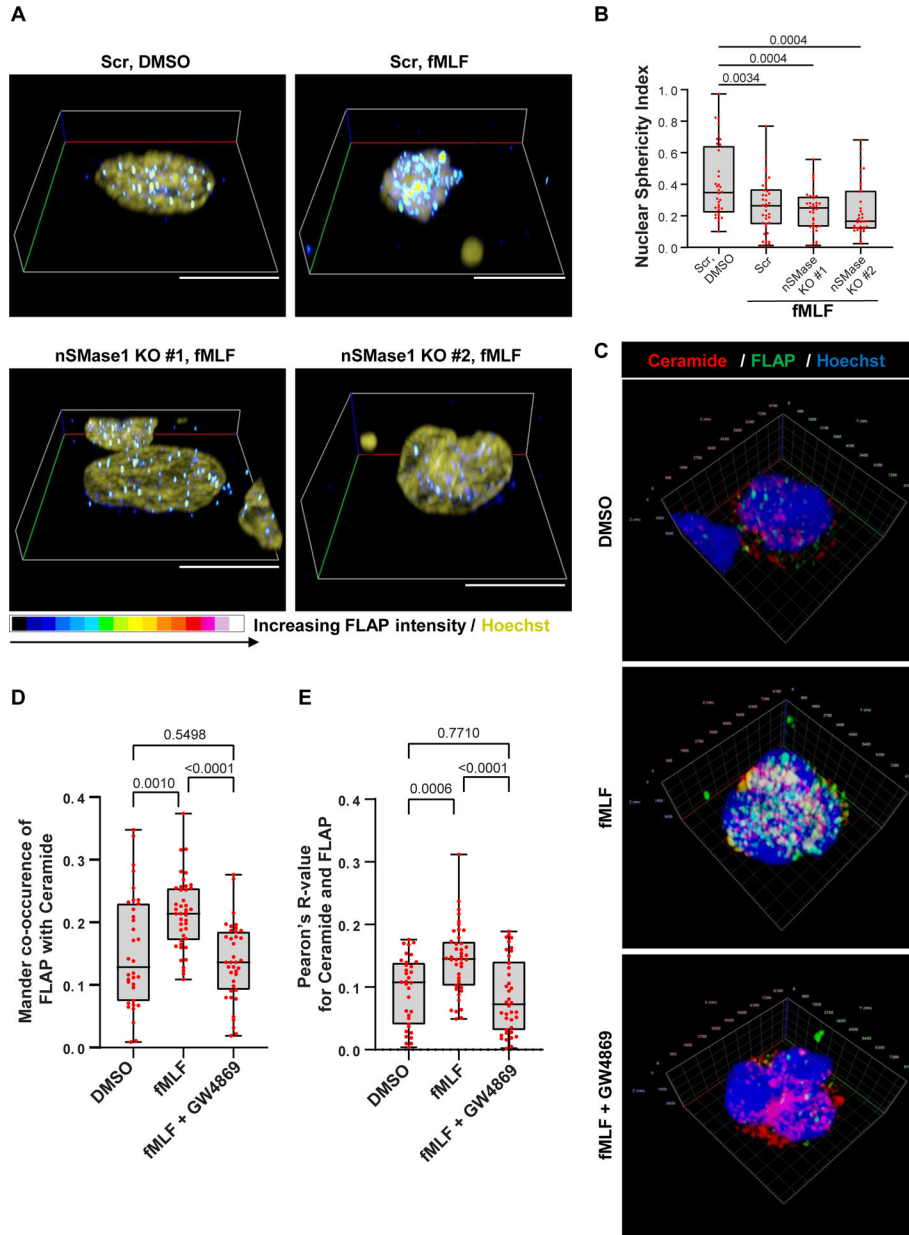 A
Scr, DMSO
Scr, fMLF
nSMase1 KO #1, fMLF
nSMase1 KO #2, fMLF
Increasing FLAP intensity / Hoechst
B
0.0004
0.0004
0.0034
Nuclear Sphericity Index
1.0
0.8
0.6
0.4
0.2
0.0
Scr,
DMSO
Scr
nSMase
KO #1
nSMase
KO #2
fMLF
C
Ceramide / FLAP / Hoechst
DMSO
fMLF
fMLF + GW4869
D
0.5498
0.0010
<0.0001
Mander co-occurence of
FLAP with Ceramide
0.4
0.3
0.2
0.1
0.0
DMSO
fMLF
fMLF + GW4869
E
0.7710
0.0006
<0.0001
Pearon's R-value
for Ceramide and FLAP
0.4
0.3
0.2
0.1
0.0
DMSO
fMLF
fMLF + GW4869